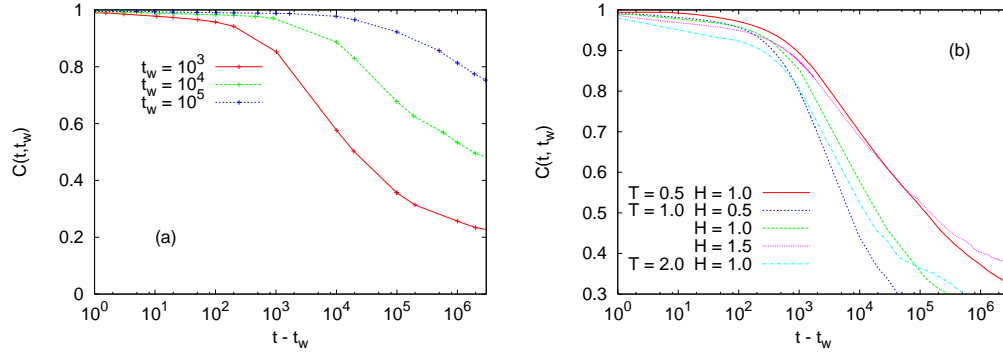 1
0.8
0.6
0.4
0.2
0
C(t,t_w)
t_w = 10^3
t_w = 10^4
t_w = 10^5
(a)
10^0 10^1 10^2 10^3 10^4 10^5 10^6
t - t_w
1
0.9
0.8
0.7
0.6
0.5
0.4
0.3
C(t, t_w)
(b)
T = 0.5 H = 1.0
T = 1.0 H = 0.5
H = 1.0
H = 1.5
T = 2.0 H = 1.0
10^0 10^1 10^2 10^3 10^4 10^5 10^6
t - t_w